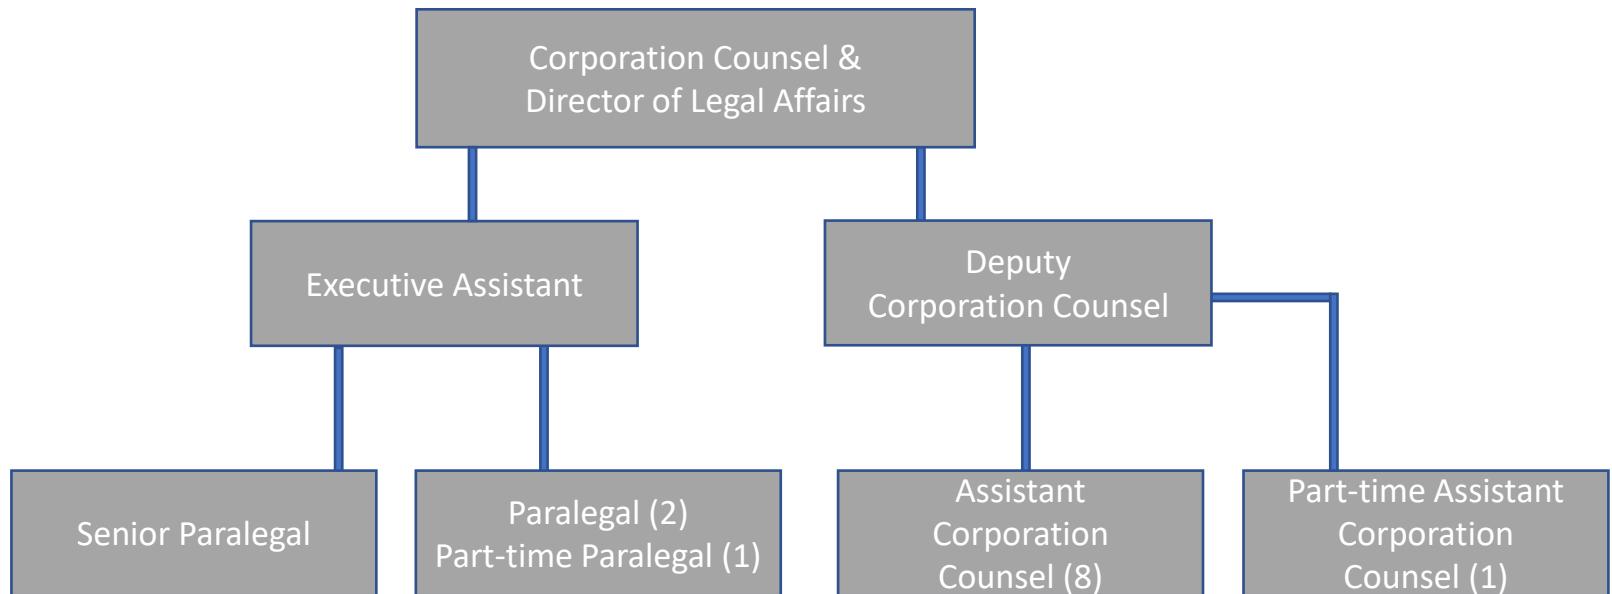 Corporation Counsel &
Director of Legal Affairs
Executive Assistant
Deputy
Corporation Counsel
Senior Paralegal
Paralegal (2)
Part-time Paralegal (1)
Assistant
Corporation
Counsel (8)
Part-time Assistant
Corporation
Counsel (1)